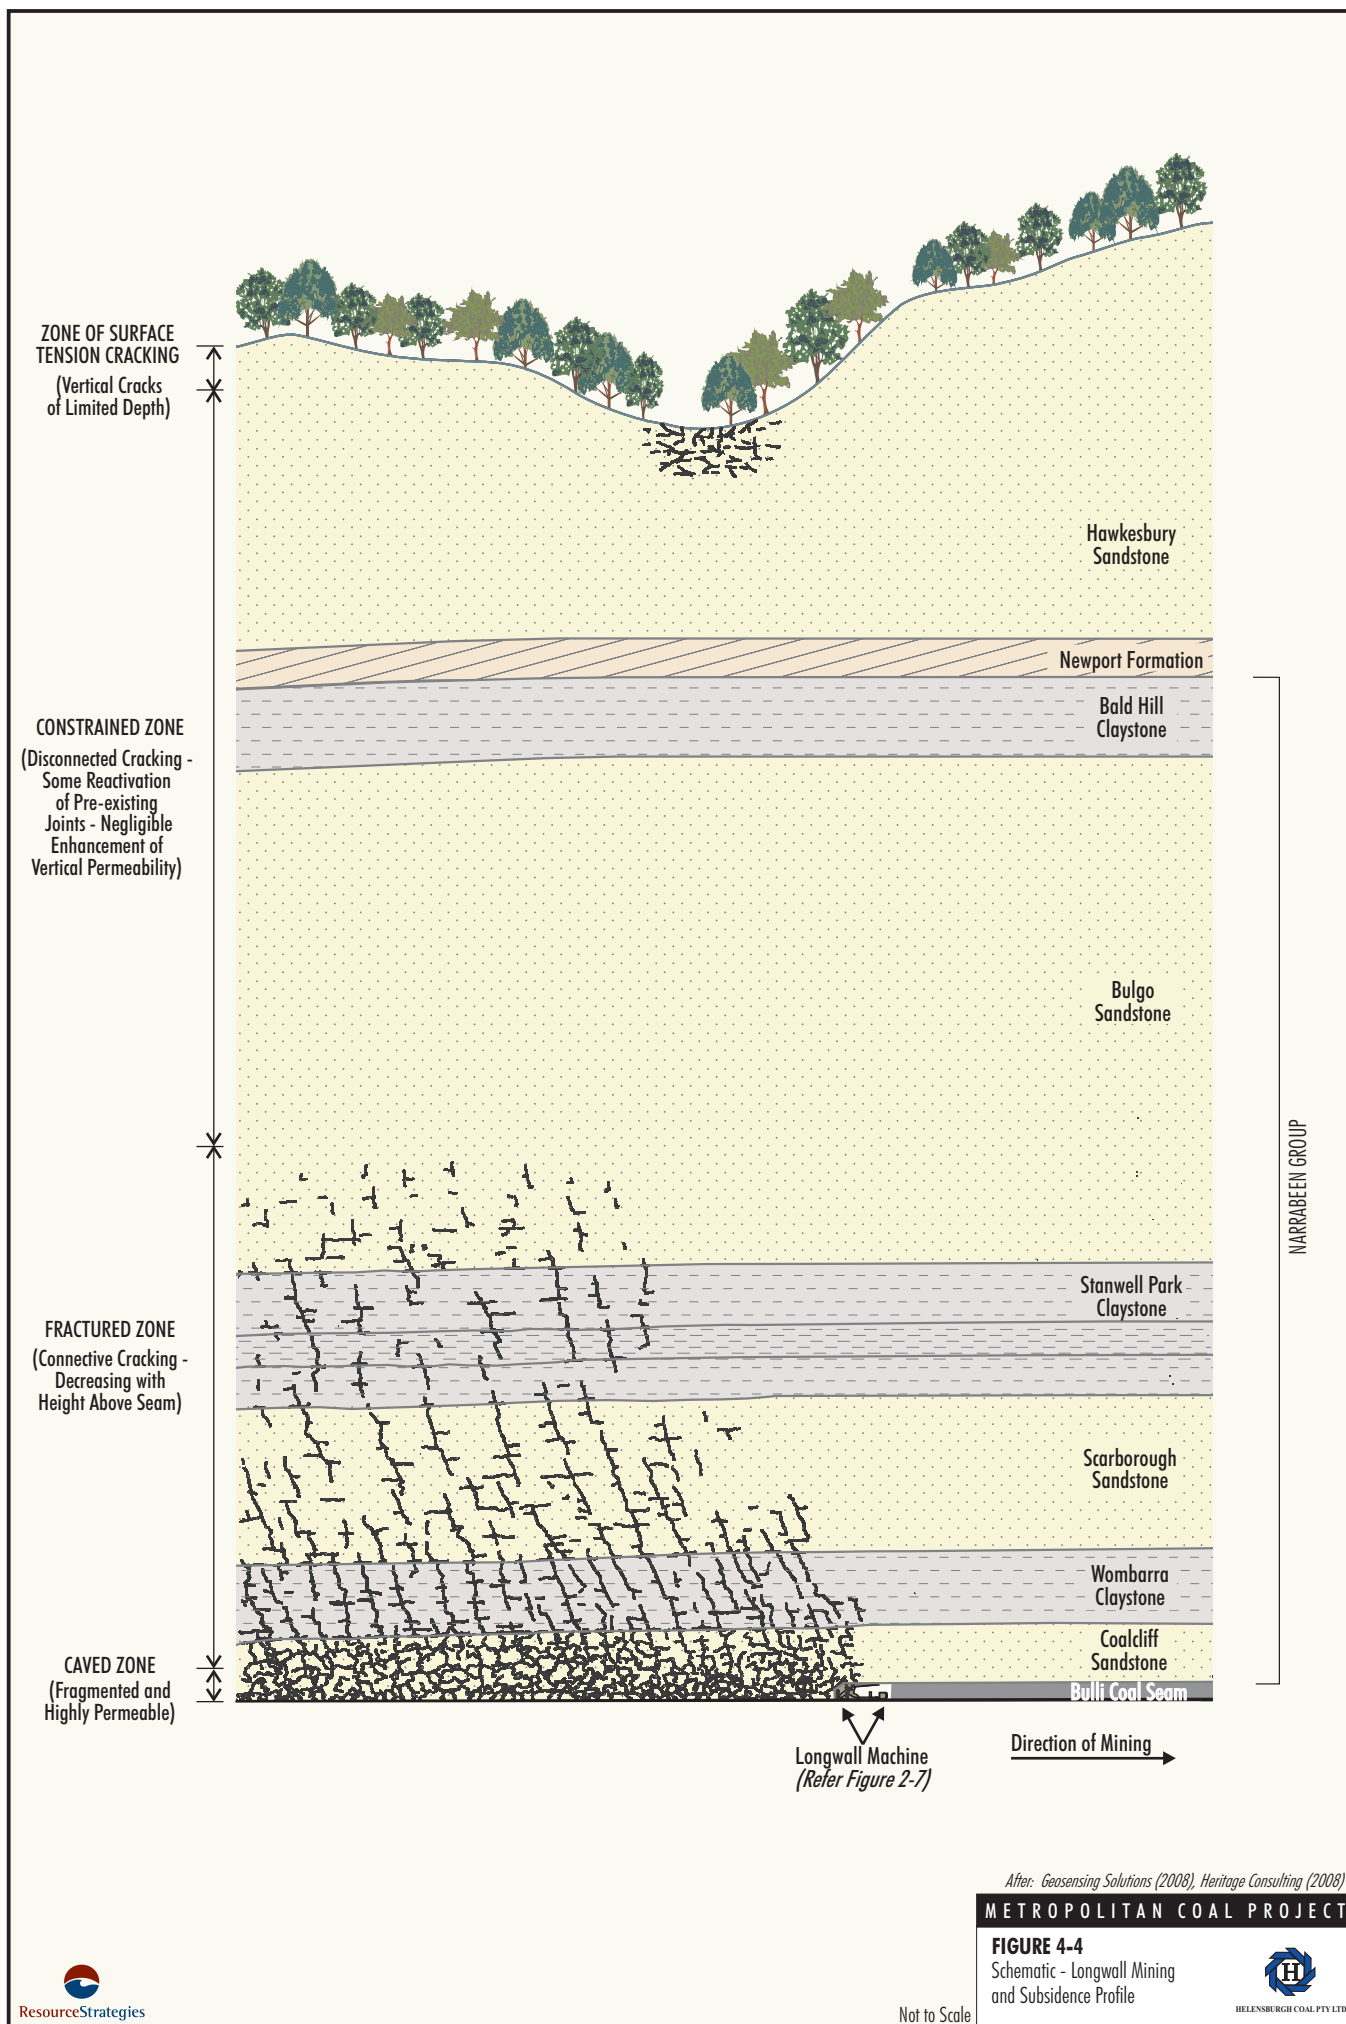 ZONE OF SURFACE
TENSION CRACKING
(Vertical Cracks
of Limited Depth)
Hawkesbury
Sandstone
Newport Formation
Bald Hill
Claystone
CONSTRAINED ZONE
(Disconnected Cracking -
Some Reactivation
of Pre-existing
Joints - Negligible
Enhancement of
Vertical Permeability)
Bulgo
Sandstone
NARRABEEN GROUP
Stanwell Park
Claystone
FRACTURED ZONE
(Connective Cracking -
Decreasing with
Height Above Seam)
Scarborough
Sandstone
Wombarra
Claystone
Coalcliff
Sandstone
CAVED ZONE
(Fragmented and
Highly Permeable)
Bulli Coal Seam
Longwall Machine
(Refer Figure 2-7)
Direction of Mining
After: Geosensing Solutions (2008), Heritage Consulting (2008)
METROPOLITAN COAL PROJECT
FIGURE 4-4
Schematic - Longwall Mining
and Subsidence Profile
H
HELENSBURGH COAL PTY LTD
Not to Scale
ResourceStrategies